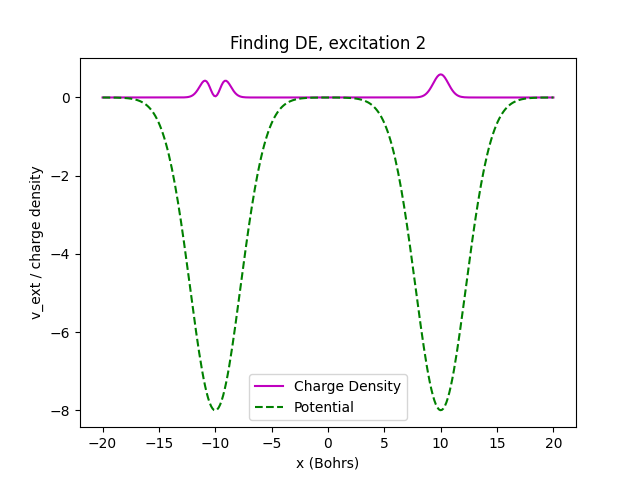 Finding DE, excitation 2
v_ext / charge density
0
−2
−4
−6
−8
Charge Density
Potential
−20 −15 −10 −5 0 5 10 15 20
x (Bohrs)